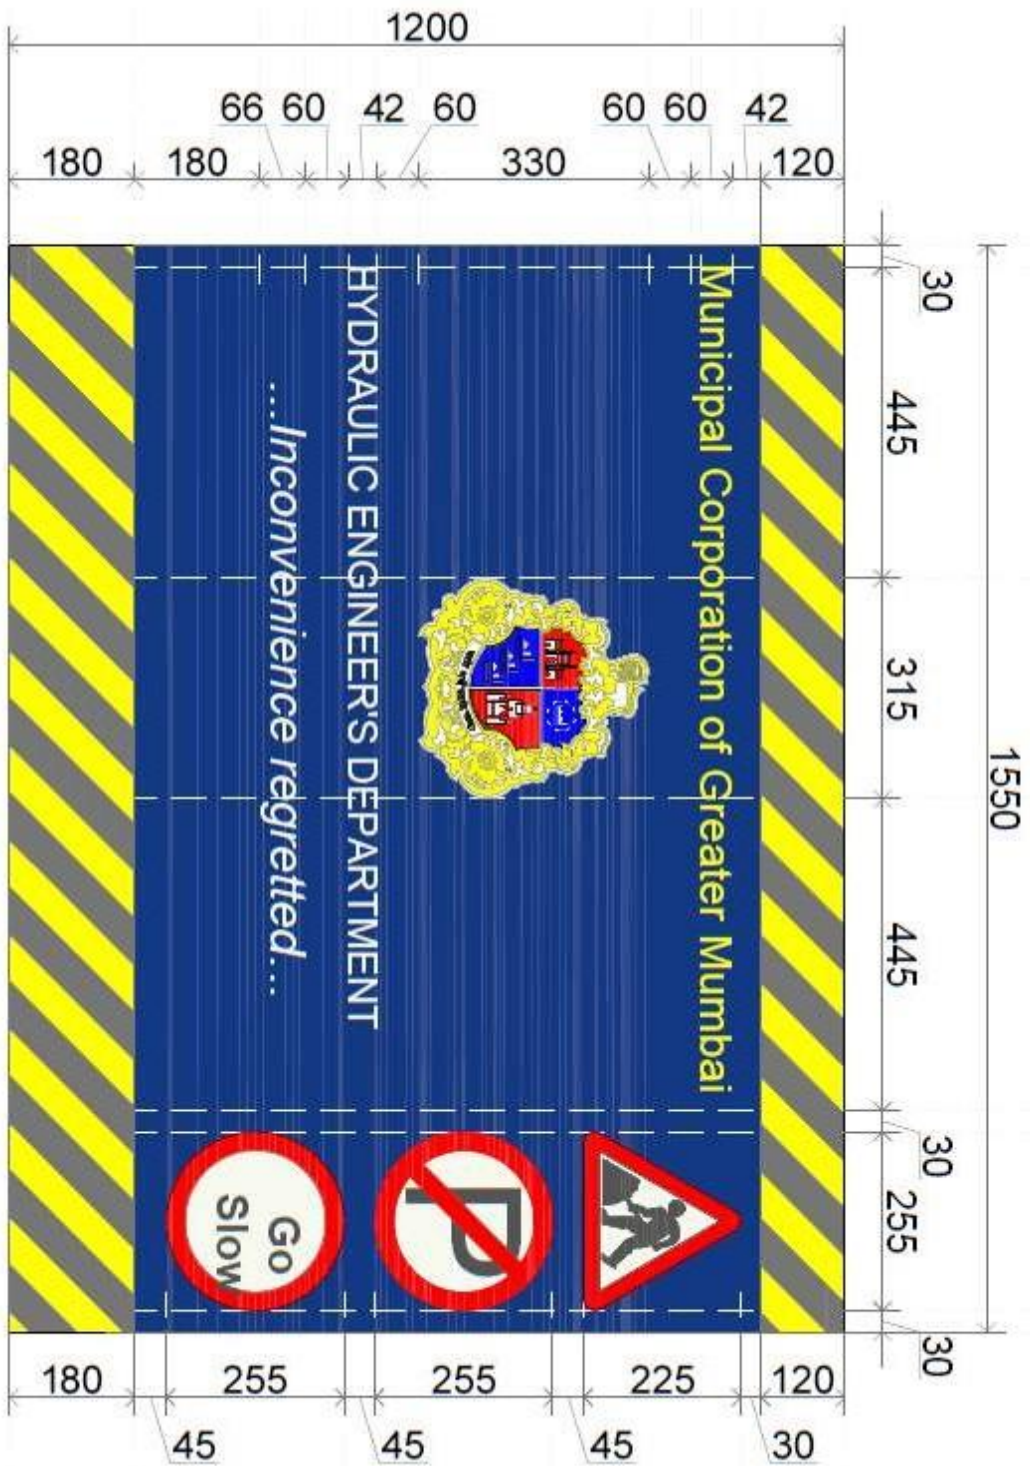 1200
66 60 42 60 60 60 42
180 180 330 120
Municipal Corporation of Greater Mumbai
HYDRAULIC ENGINEER'S DEPARTMENT
....Inconvenience regretted...
P
Go
Slow
30
445
315
445
30
255
30
1550
180 255 255 225 120
45 45 45 30